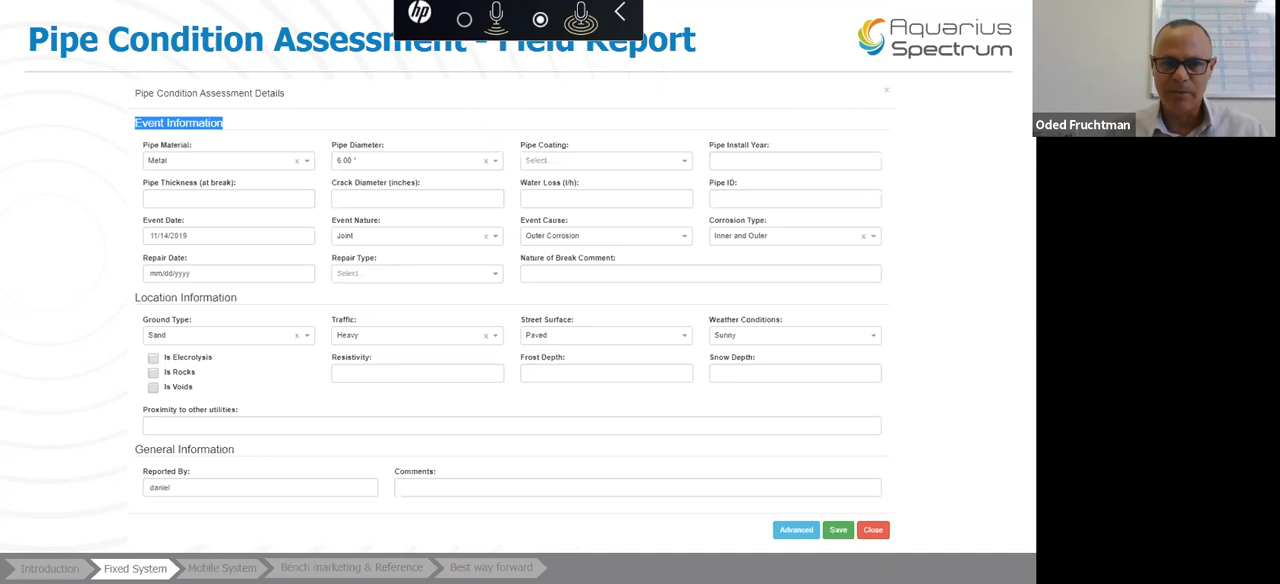 Pipe Condition Assessment - Field Report
hp
Aquarius
Spectrum
Oded Fruchtman
Pipe Condition Assessment Details
×
Event Information
Pipe Material: Pipe Diameter: Pipe Coating: Pipe Install Year:
Metal x 6.00 " x Select...
Pipe Thickness (at break): Crack Diameter (inches): Water Loss (l/h): Pipe ID:
Event Date: Event Nature: Event Cause: Corrosion Type:
11/14/2019 Joint x Outer Corrosion Inner and Outer x
Repair Date: Repair Type: Nature of Break Comment:
mm/dd/yyyy Select...
Location Information
Ground Type: Traffic: Street Surface: Weather Conditions:
Sand x Heavy x Paved Sunny
Is Elecrolysis Resistivity: Frost Depth: Snow Depth:
Is Rocks
Is Voids
Proximity to other utilities:
General Information
Reported By: Comments:
daniel
Advanced Save Close
Introduction Fixed System Mobile System Bench marketing & Reference Best way forward